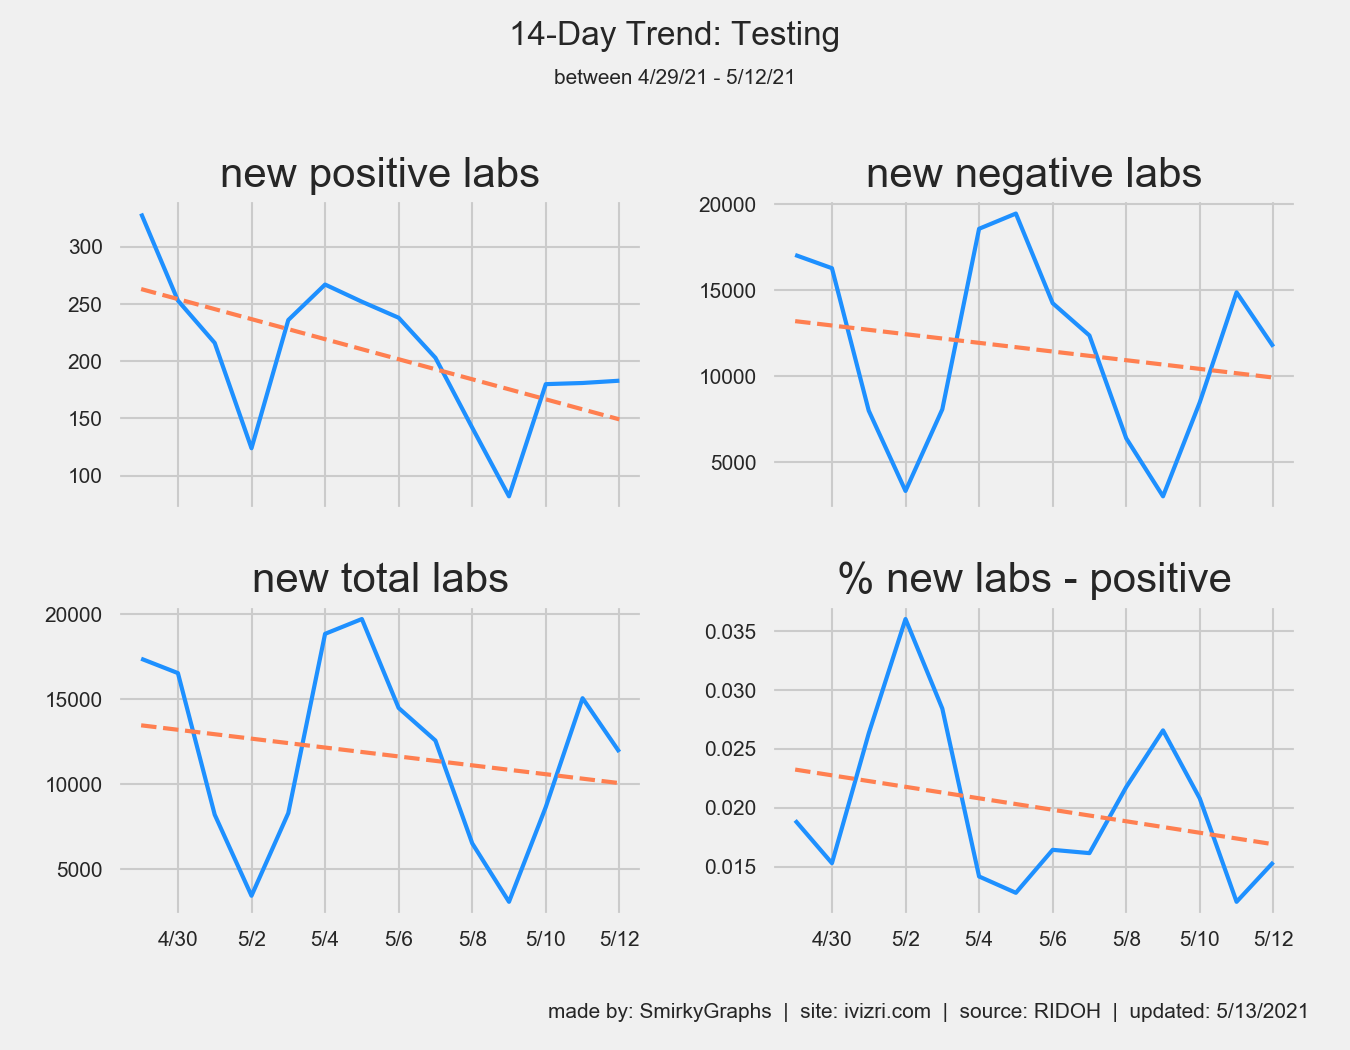 14-Day Trend: Testing
between 4/29/21 - 5/12/21
new positive labs
300
250
200
150
100
new negative labs
20000
15000
10000
5000
new total labs
20000
15000
10000
5000
4/30 5/2 5/4 5/6 5/8 5/10 5/12
% new labs - positive
0.035
0.030
0.025
0.020
0.015
4/30 5/2 5/4 5/6 5/8 5/10 5/12
made by: SmirkyGraphs | site: ivizri.com | source: RIDOH | updated: 5/13/2021